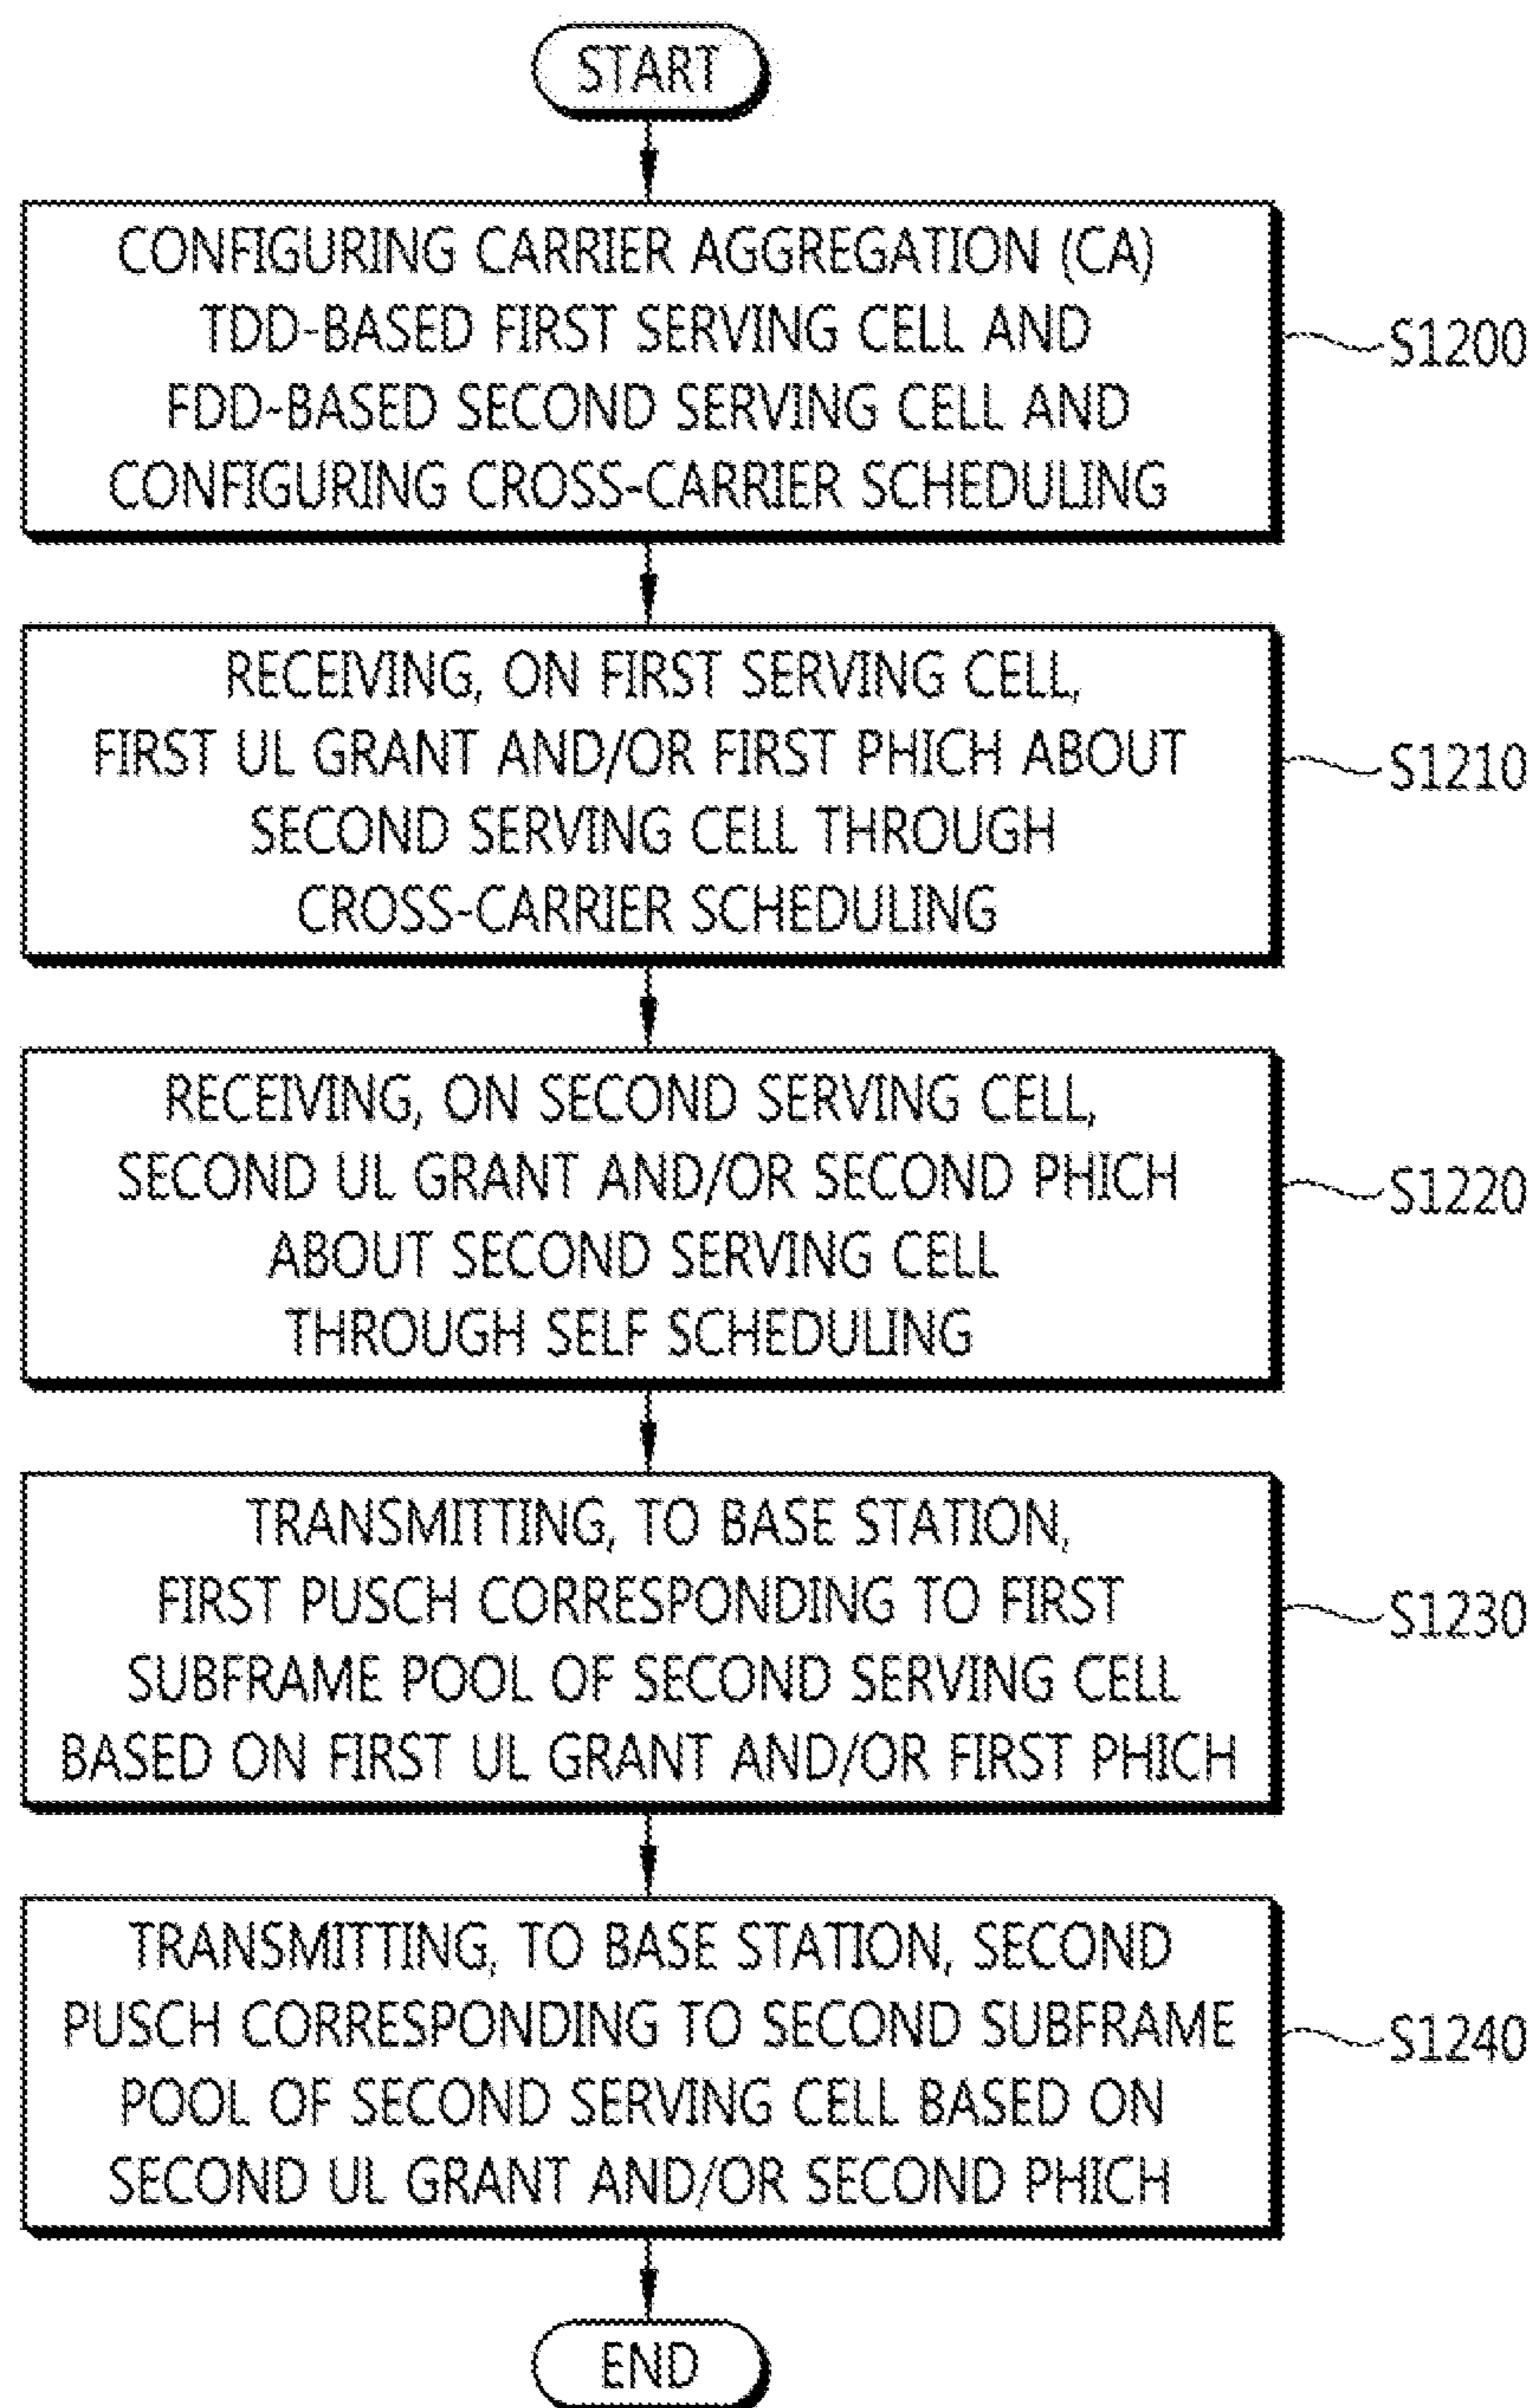 START
CONFIGURING CARRIER AGGREGATION (CA)
TDD-BASED FIRST SERVING CELL AND
FDD-BASED SECOND SERVING CELL AND
CONFIGURING CROSS-CARRIER SCHEDULING
S1200
RECEIVING, ON FIRST SERVING CELL,
FIRST UL GRANT AND/OR FIRST PHICH ABOUT
SECOND SERVING CELL THROUGH
CROSS-CARRIER SCHEDULING
S1210
RECEIVING, ON SECOND SERVING CELL,
SECOND UL GRANT AND/OR SECOND PHICH
ABOUT SECOND SERVING CELL
THROUGH SELF SCHEDULING
S1220
TRANSMITTING, TO BASE STATION,
FIRST PUSCH CORRESPONDING TO FIRST
SUBFRAME POOL OF SECOND SERVING CELL
BASED ON FIRST UL GRANT AND/OR FIRST PHICH
S1230
TRANSMITTING, TO BASE STATION, SECOND
PUSCH CORRESPONDING TO SECOND SUBFRAME
POOL OF SECOND SERVING CELL BASED ON
SECOND UL GRANT AND/OR SECOND PHICH
S1240
END